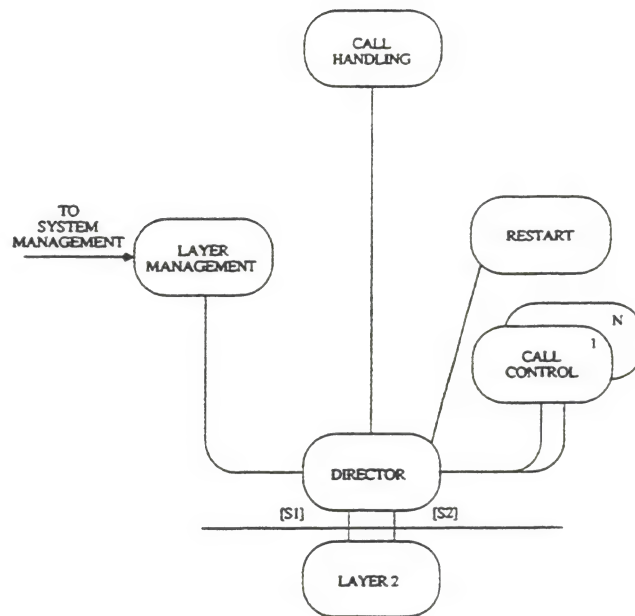 CALL
HANDLING
TO
SYSTEM
MANAGEMENT
LAYER
MANAGEMENT
RESTART
N
1
CALL
CONTROL
DIRECTOR
[S1]
[S2]
LAYER 2